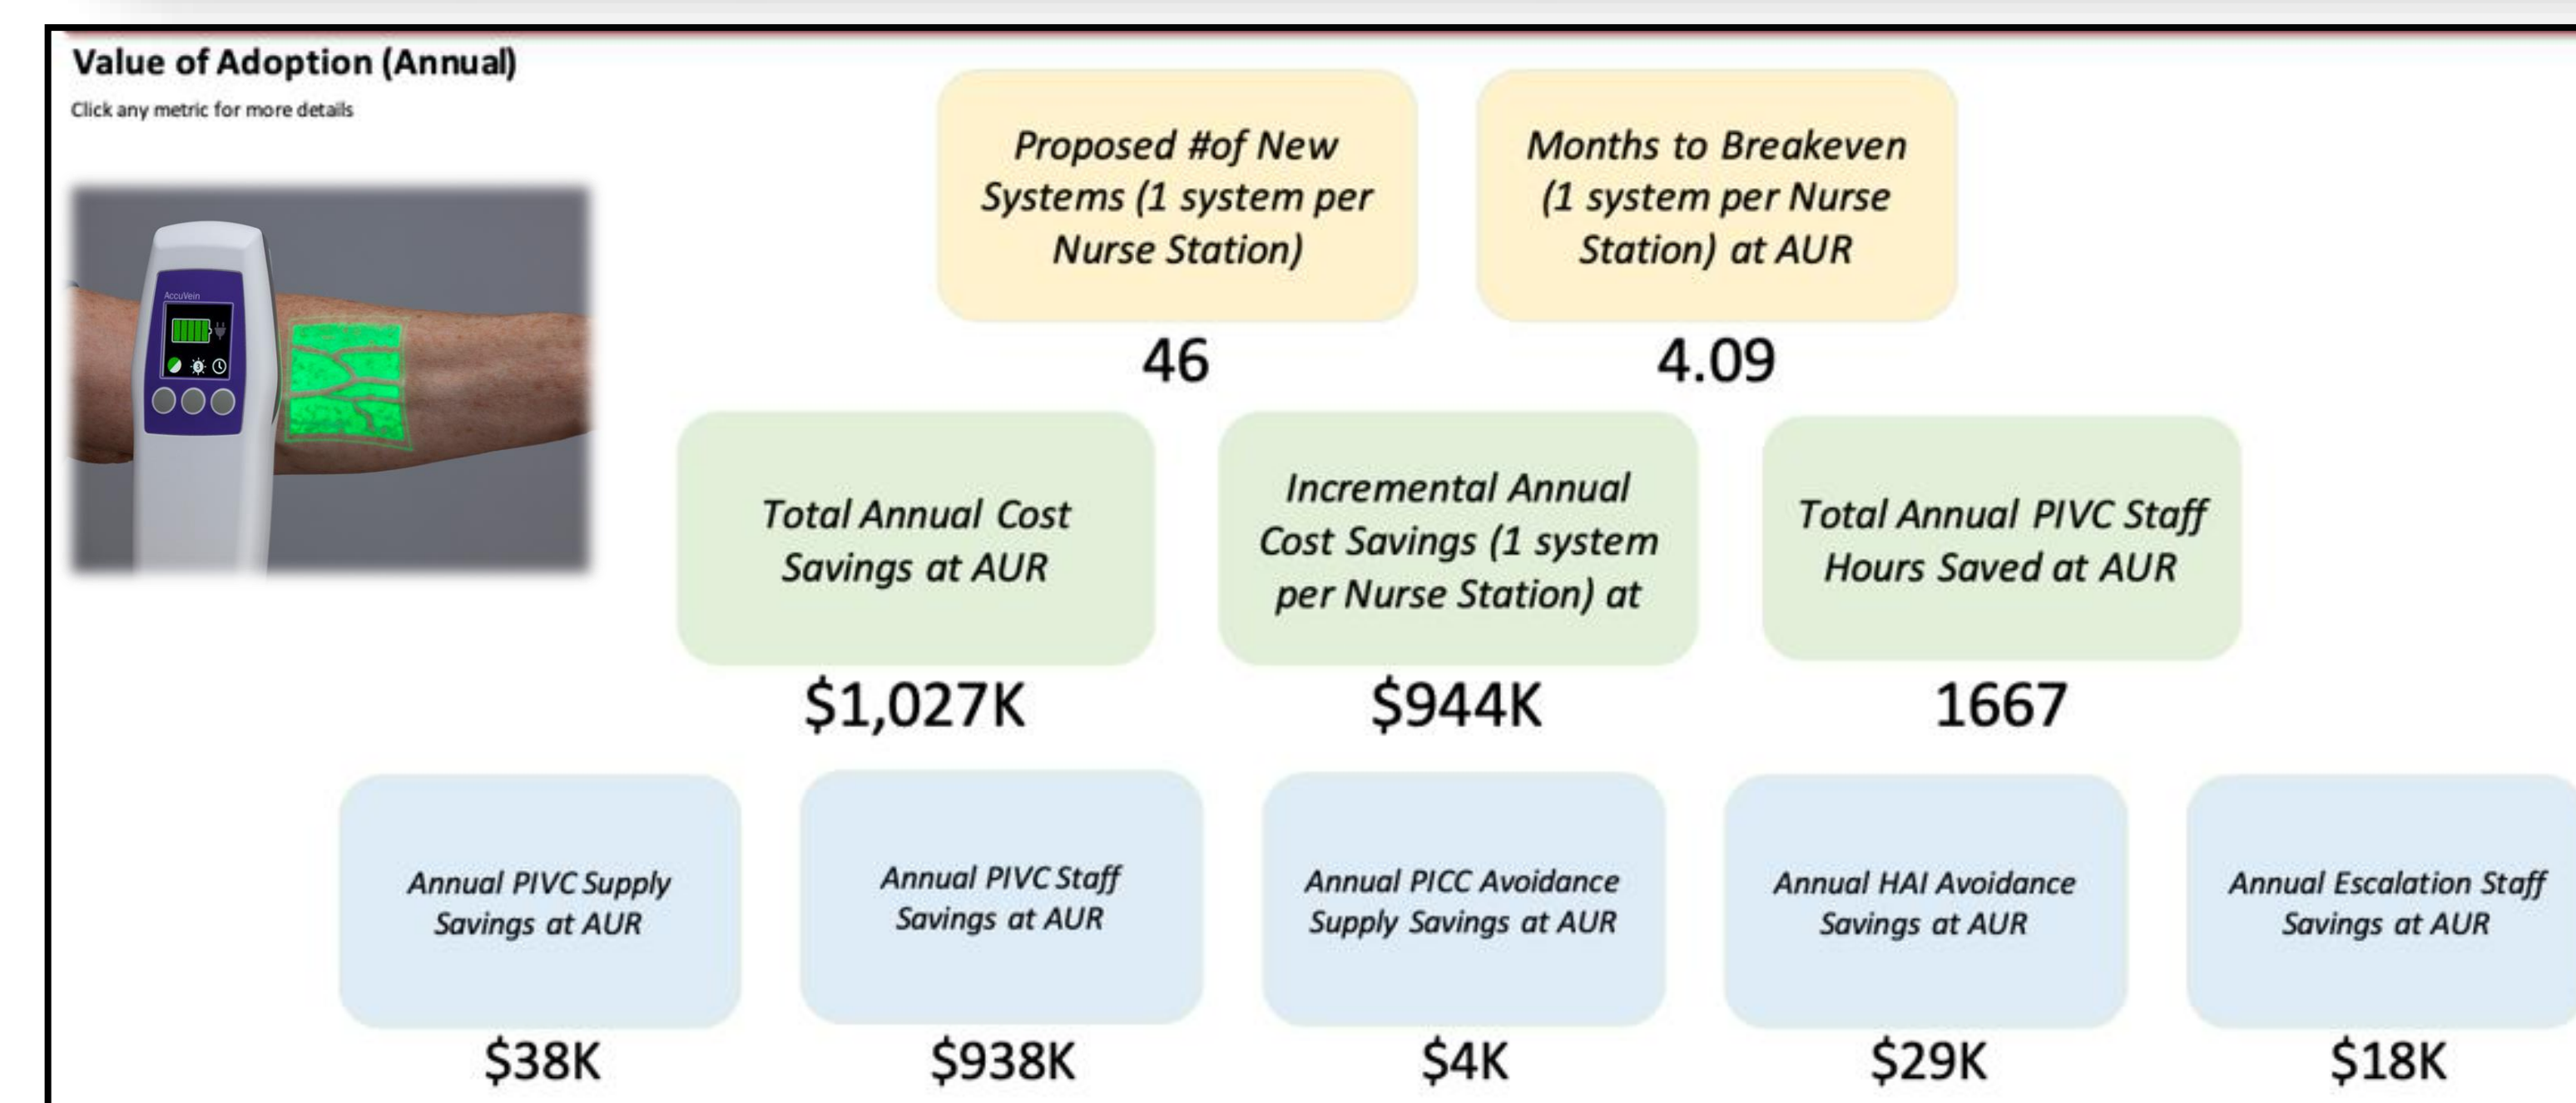 Value of Adoption (Annual)
Click any metric for more details
AccuVein
Proposed #of New
Systems (1 system per
Nurse Station)
46
Months to Breakeven
(1 system per Nurse
Station) at AUR
4.09
Total Annual Cost
Savings at AUR
$1,027K
Incremental Annual
Cost Savings (1 system
per Nurse Station) at
$944K
Total Annual PIVC Staff
Hours Saved at AUR
1667
Annual PIVC Supply
Savings at AUR
$38K
Annual PIVC Staff
Savings at AUR
$938K
Annual PICC Avoidance
Supply Savings at AUR
$4K
Annual HAI Avoidance
Savings at AUR
$29K
Annual Escalation Staff
Savings at AUR
$18K